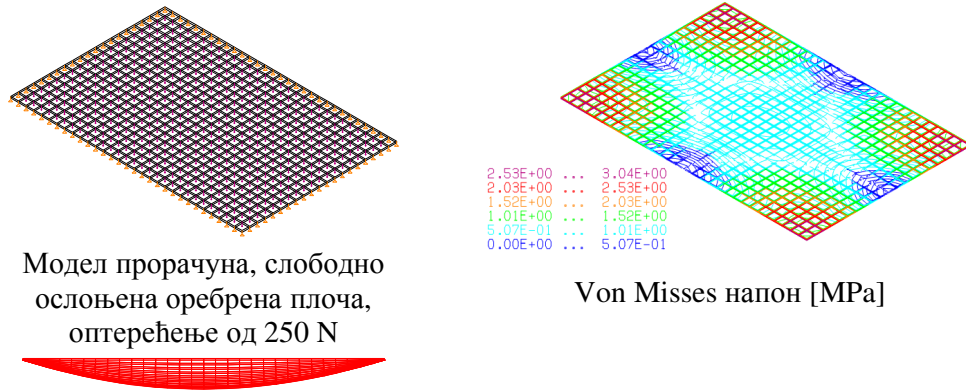 2.53E+00 ... 3.04E+00
2.03E+00 ... 2.53E+00
1.52E+00 ... 2.03E+00
1.01E+00 ... 1.52E+00
5.07E-01 ... 1.01E+00
0.00E+00 ... 5.07E-01
Модел прорачуна, слободно
ослоњена оребрена плоча,
оптерећење од 250 N
Von Misses напон [MPa]